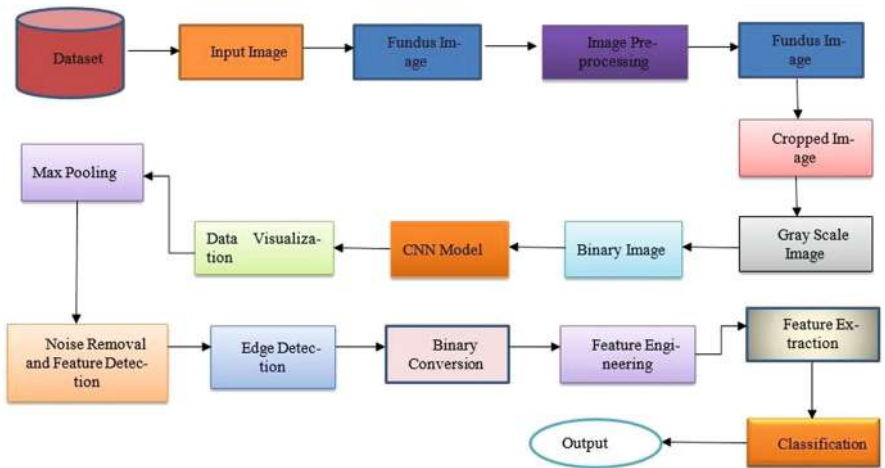 Dataset
Input Image
Fundus Im-
age
Image Pre-
processing
Fundus Im-
age
Cropped Im-
age
Gray Scale
Image
Binary Image
CNN Model
Data Visualiza-
tion
Max Pooling
Noise Removal
and Feature Detec-
tion
Edge Detec-
tion
Binary
Conversion
Feature Engi-
neering
Feature Ex-
traction
Classification
Output